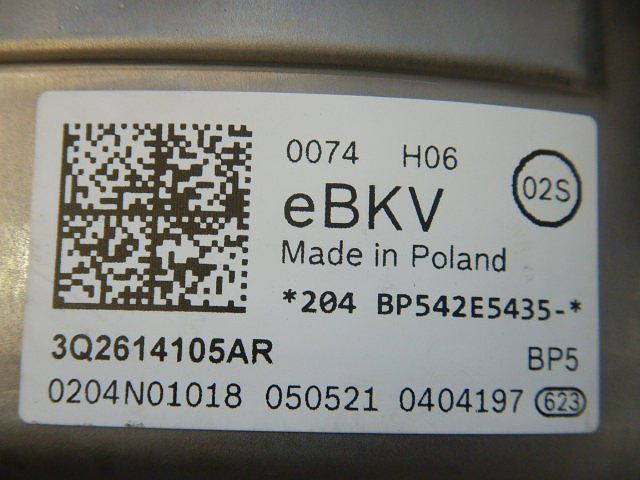 0074 H06
02S
eBKV
Made in Poland
*204 BP542E5435-*
3Q2614105AR BP5
0204N01018 050521 0404197 623